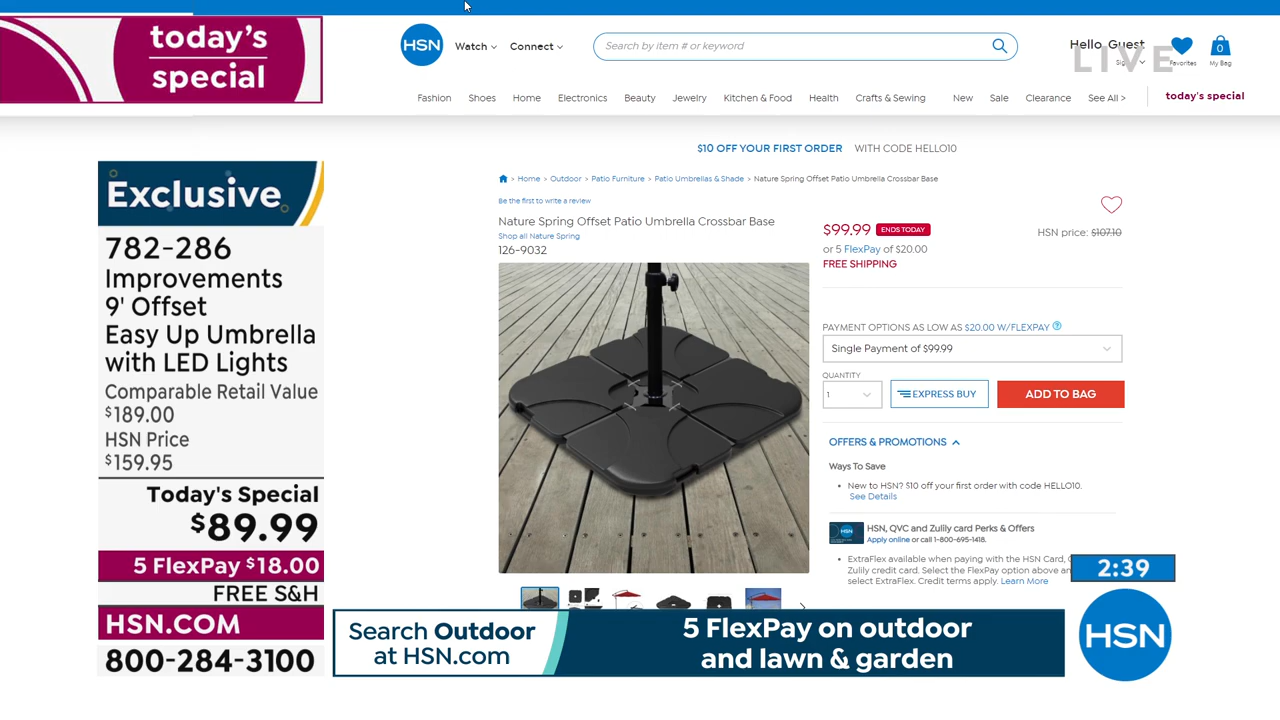 today's
special
HSN
Watch
Connect
Search by item # or keyword
Hello, Guest
LIVE
Favorites
0
My Bag
Fashion
Shoes
Home
Electronics
Beauty
Jewelry
Kitchen & Food
Health
Crafts & Sewing
New
Sale
Clearance
See All >
today's special
$10 OFF YOUR FIRST ORDER WITH CODE HELLO10
> Home > Outdoor > Patio Furniture > Patio Umbrellas & Shade > Nature Spring Offset Patio Umbrella Crossbar Base
Be the first to write a review
Nature Spring Offset Patio Umbrella Crossbar Base
Shop all Nature Spring
126-9032
$99.99 ENDS TODAY
HSN price: $107.10
or 5 FlexPay of $20.00
FREE SHIPPING
PAYMENT OPTIONS AS LOW AS $20.00 W/FLEXPAY ?
Single Payment of $99.99
QUANTITY
1
EXPRESS BUY
ADD TO BAG
OFFERS & PROMOTIONS
Ways To Save
• New to HSN? $10 off your first order with code HELLO10.
See Details
HSN, QVC and Zulily card Perks & Offers
Apply online or call 1-800-695-1418.
• ExtraFlex available when paying with the HSN Card,
Zulily credit card. Select the FlexPay option above
select ExtraFlex. Credit terms apply. Learn More
Exclusive
782-286
Improvements
9' Offset
Easy Up Umbrella
with LED Lights
Comparable Retail Value
$189.00
HSN Price
$159.95
Today's Special
$89.99
5 FlexPay $18.00
FREE S&H
HSN.COM
800-284-3100
Search Outdoor
at HSN.com
5 FlexPay on outdoor
and lawn & garden
2:39
HSN